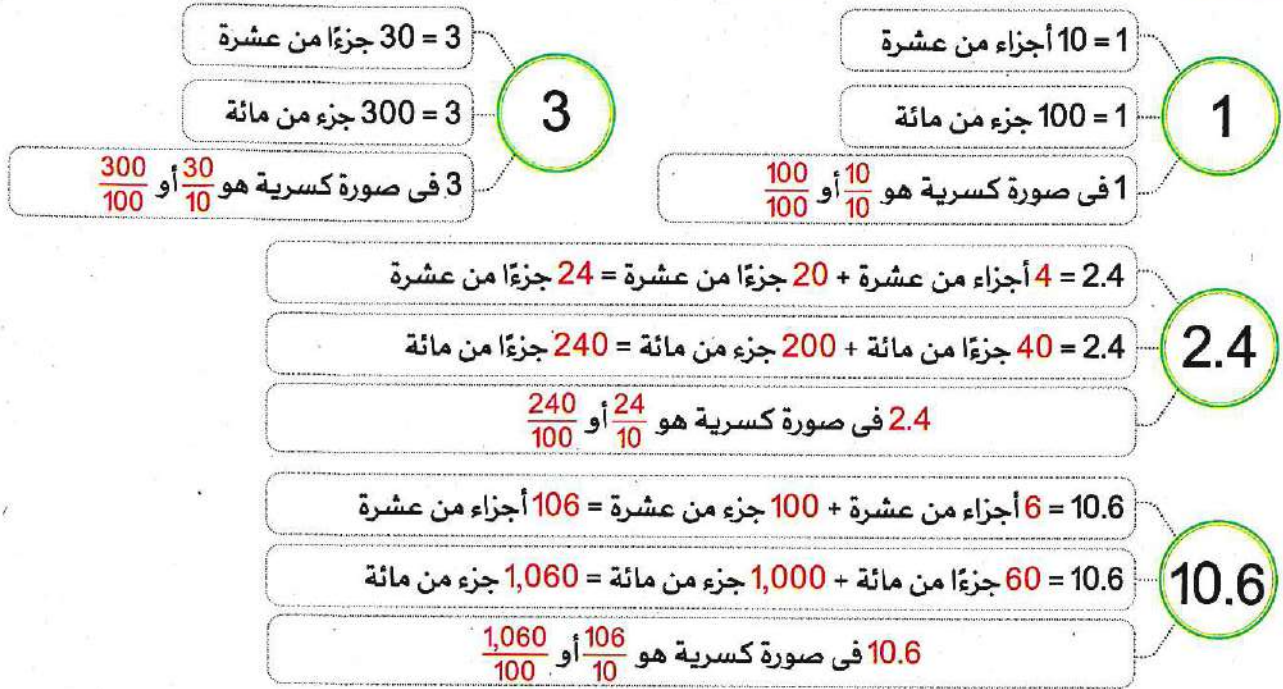 1
1 = 10 أجزاء من عشرة
1 = 100 جزء من مائة
1 فى صورة كسرية هو 10/10 أو 100/100
3
3 = 30 جزءًا من عشرة
3 = 300 جزء من مائة
3 فى صورة كسرية هو 30/10 أو 300/100
2.4
2.4 = 4 أجزاء من عشرة + 20 جزءًا من عشرة = 24 جزءًا من عشرة
2.4 = 40 جزءًا من مائة + 200 جزء من مائة = 240 جزءًا من مائة
2.4 فى صورة كسرية هو 24/10 أو 240/100
10.6
10.6 = 6 أجزاء من عشرة + 100 جزء من عشرة = 106 أجزاء من عشرة
10.6 = 60 جزءًا من مائة + 1,000 جزء من مائة = 1,060 جزء من مائة
10.6 فى صورة كسرية هو 106/10 أو 1,060/100